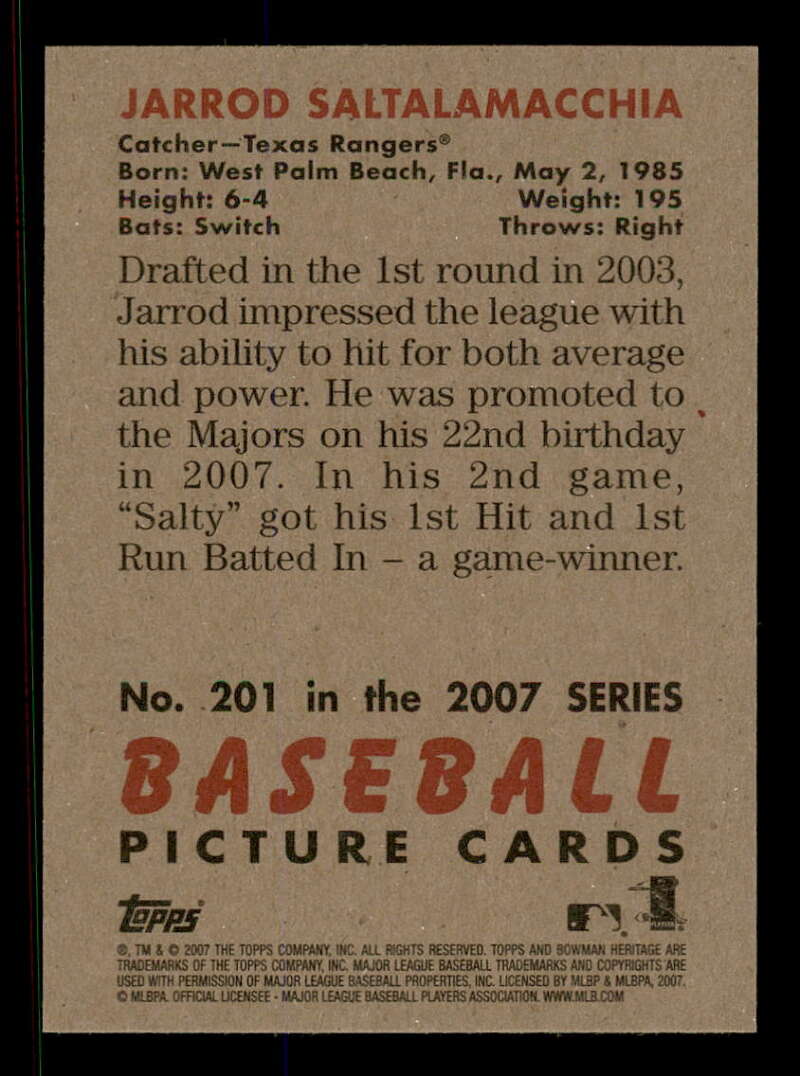 JARROD SALTALAMACCHIA
Catcher—Texas Rangers®
Born: West Palm Beach, Fla., May 2, 1985
Height: 6-4 Weight: 195
Bats: Switch Throws: Right
Drafted in the 1st round in 2003,
Jarrod impressed the league with
his ability to hit for both average
and power. He was promoted to
the Majors on his 22nd birthday
in 2007. In his 2nd game,
“Salty” got his 1st Hit and 1st
Run Batted In – a game-winner.
No. 201 in the 2007 SERIES
BASEBALL
PICTURE CARDS
topps
®, TM & © 2007 THE TOPPS COMPANY, INC. ALL RIGHTS RESERVED. TOPPS AND BOWMAN HERITAGE ARE
TRADEMARKS OF THE TOPPS COMPANY, INC. MAJOR LEAGUE BASEBALL TRADEMARKS AND COPYRIGHTS ARE
USED WITH PERMISSION OF MAJOR LEAGUE BASEBALL PROPERTIES, INC. LICENSED BY MLBP & MLBPA, 2007.
© MLBPA. OFFICIAL LICENSEE - MAJOR LEAGUE BASEBALL PLAYERS ASSOCIATION. WWW.MLB.COM